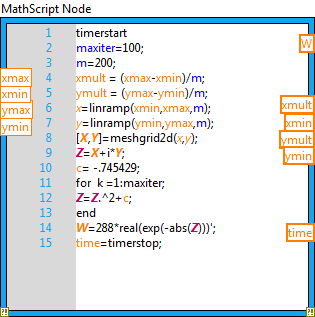 MathScript Node
1 timerstart
2 maxiter=100;
3 m=200;
4 xmult = (xmax-xmin)/m;
5 ymult = (ymax-ymin)/m;
6 x=linramp(xmin,xmax,m);
7 y=linramp(ymin,ymax,m);
8 [X,Y]=meshgrid2d(x,y);
9 Z=X+i*Y;
10 c= -.745429;
11 for k =1:maxiter;
12 Z=Z.^2+c;
13 end
14 W=288*real(exp(-abs(Z)))';
15 time=timerstop;
xmax
xmin
ymax
ymin
W
xmult
xmin
ymult
ymin
time